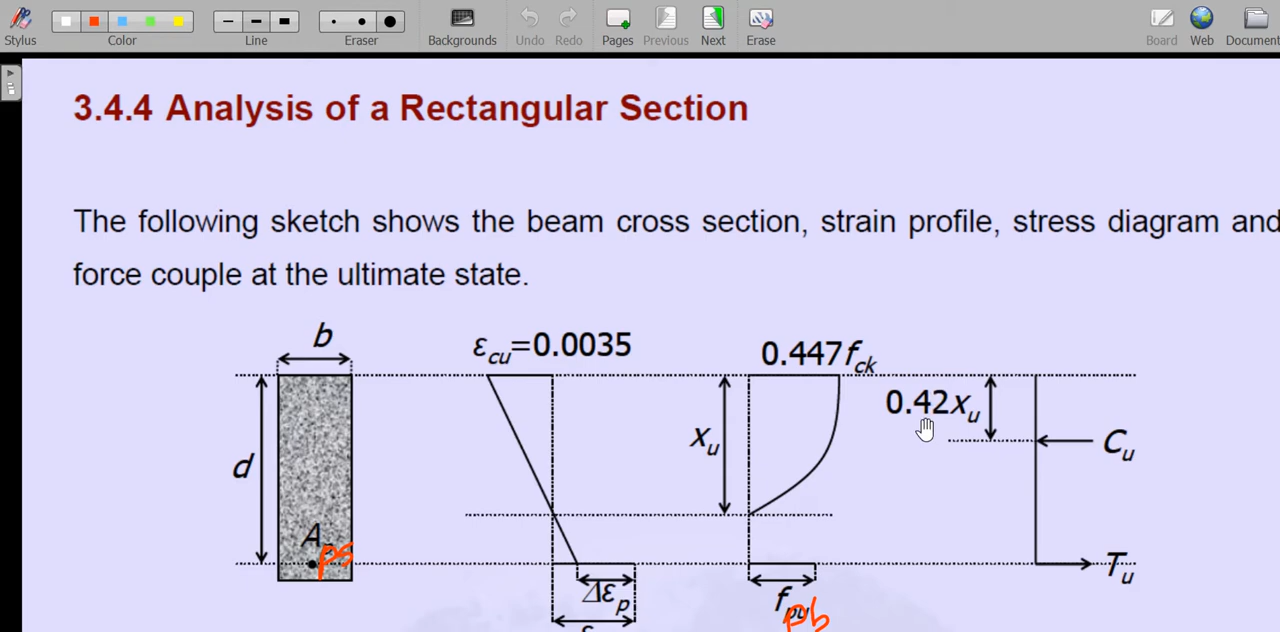 Stylus Color Line Eraser Backgrounds Undo Redo Pages Previous Next Erase Board Web Document
3.4.4 Analysis of a Rectangular Section
The following sketch shows the beam cross section, strain profile, stress diagram and
force couple at the ultimate state.
b
εcu=0.0035
0.447fck
0.42xu
xu
Cu
d
A
ps
Tu
Δεp
fpu
pb